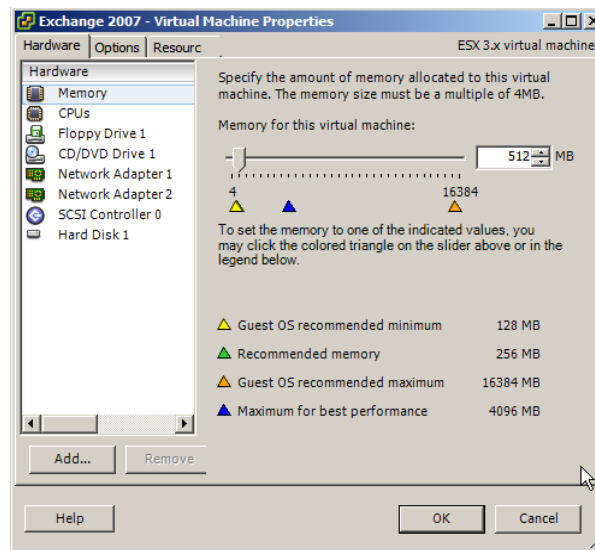 Exchange 2007 - Virtual Machine Properties
Hardware Options Resourc ESX 3.x virtual machine
Hardware
Memory
CPUs
Floppy Drive 1
CD/DVD Drive 1
Network Adapter 1
Network Adapter 2
SCSI Controller 0
Hard Disk 1
Add... Remove
Specify the amount of memory allocated to this virtual
machine. The memory size must be a multiple of 4MB.
Memory for this virtual machine:
512 MB
4 16384
To set the memory to one of the indicated values, you
may click the colored triangle on the slider above or in the
legend below.
Guest OS recommended minimum 128 MB
Recommended memory 256 MB
Guest OS recommended maximum 16384 MB
Maximum for best performance 4096 MB
Help OK Cancel